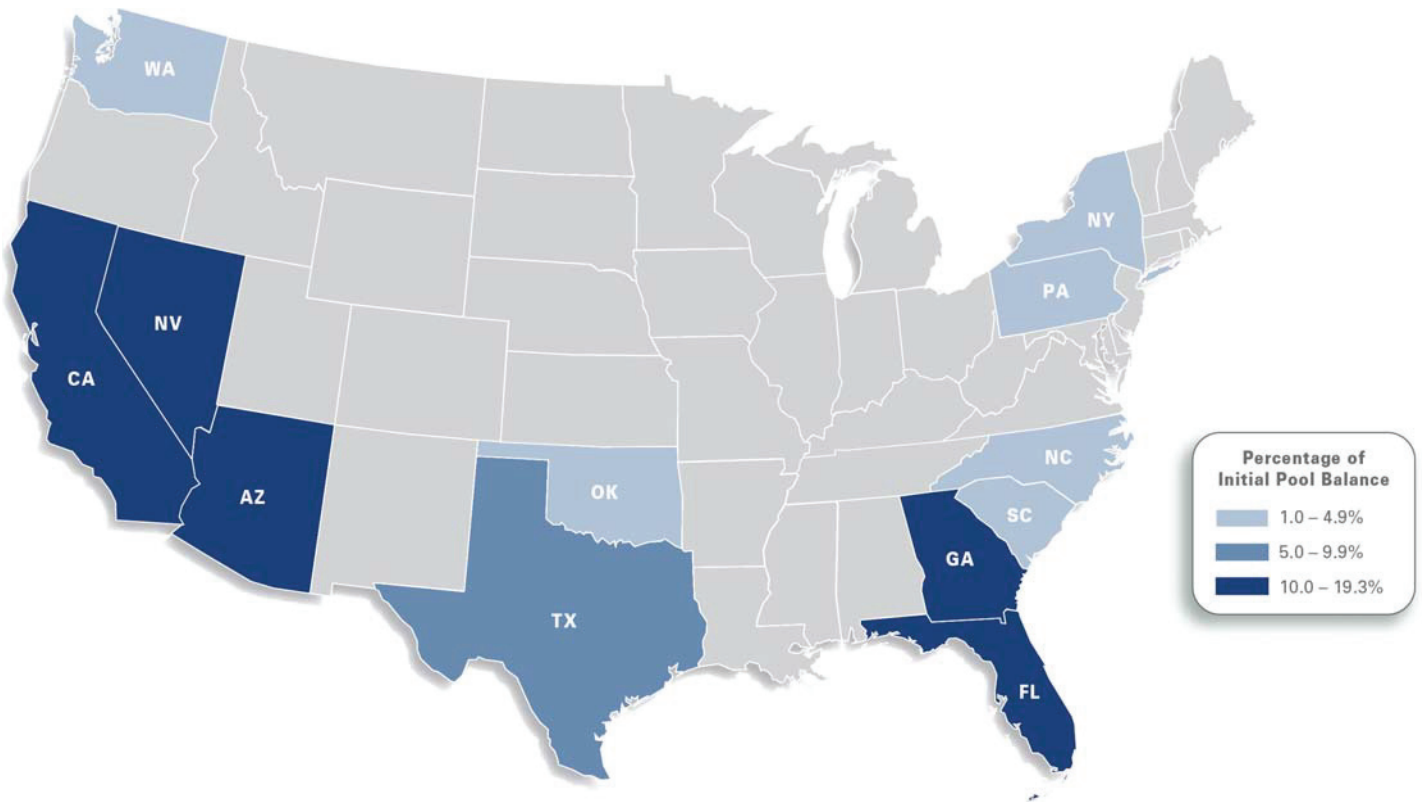 WA
NY
PA
NV
CA
NC
Percentage of
Initial Pool Balance
AZ
OK
SC
1.0 – 4.9%
5.0 – 9.9%
GA
10.0 – 19.3%
TX
FL